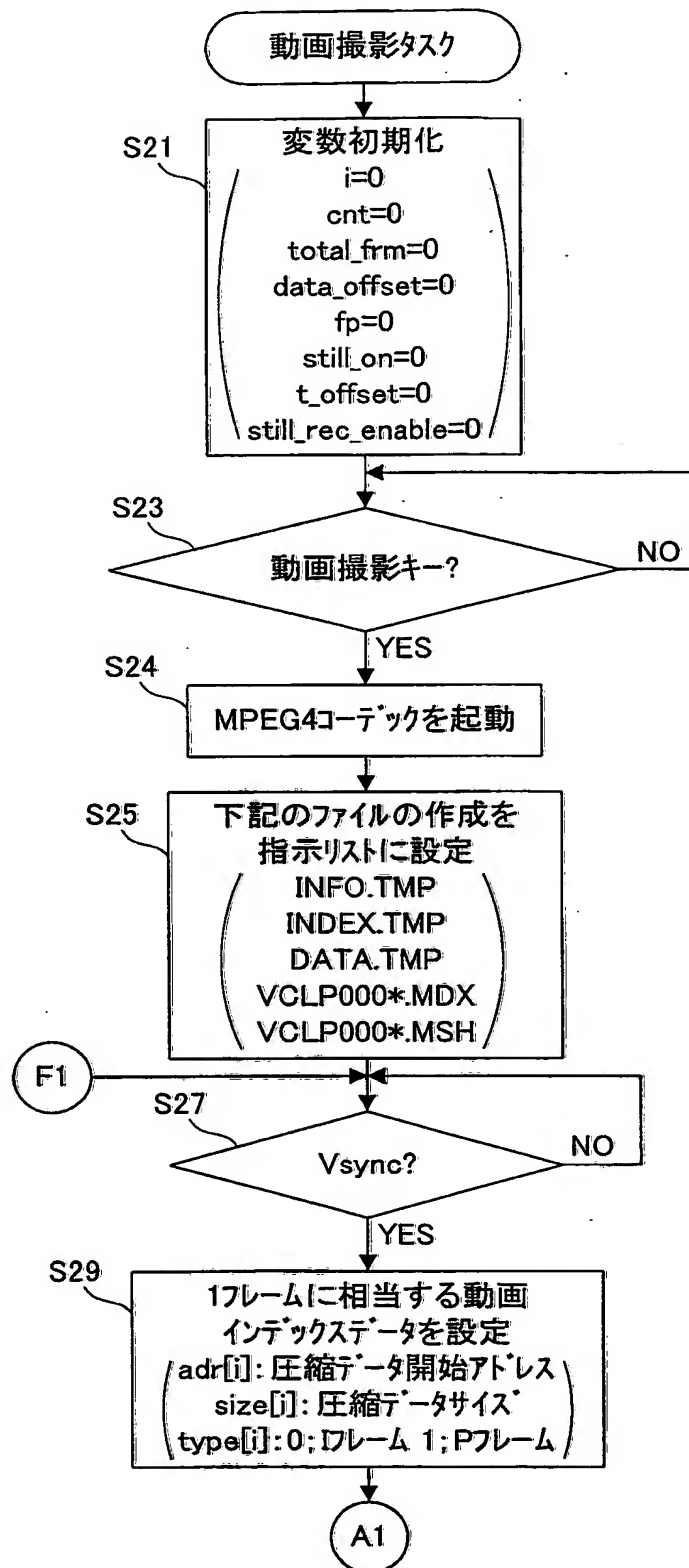 動画撮影タスク
S21
変数初期化
i=0
cnt=0
total_frm=0
data_offset=0
fp=0
still_on=0
t_offset=0
still_rec_enable=0
S23
動画撮影キー?
NO
YES
S24
MPEG4コーデックを起動
S25
下記のファイルの作成を
指示リストに設定
INFO.TMP
INDEX.TMP
DATA.TMP
VCLP000*.MDX
VCLP000*.MSH
F1
S27
Vsync?
NO
YES
S29
1フレームに相当する動画
インデックスデータを設定
adr[i]:圧縮データ開始アドレス
size[i]:圧縮データサイズ
type[i]:0;Iフレーム 1;Pフレーム
A1